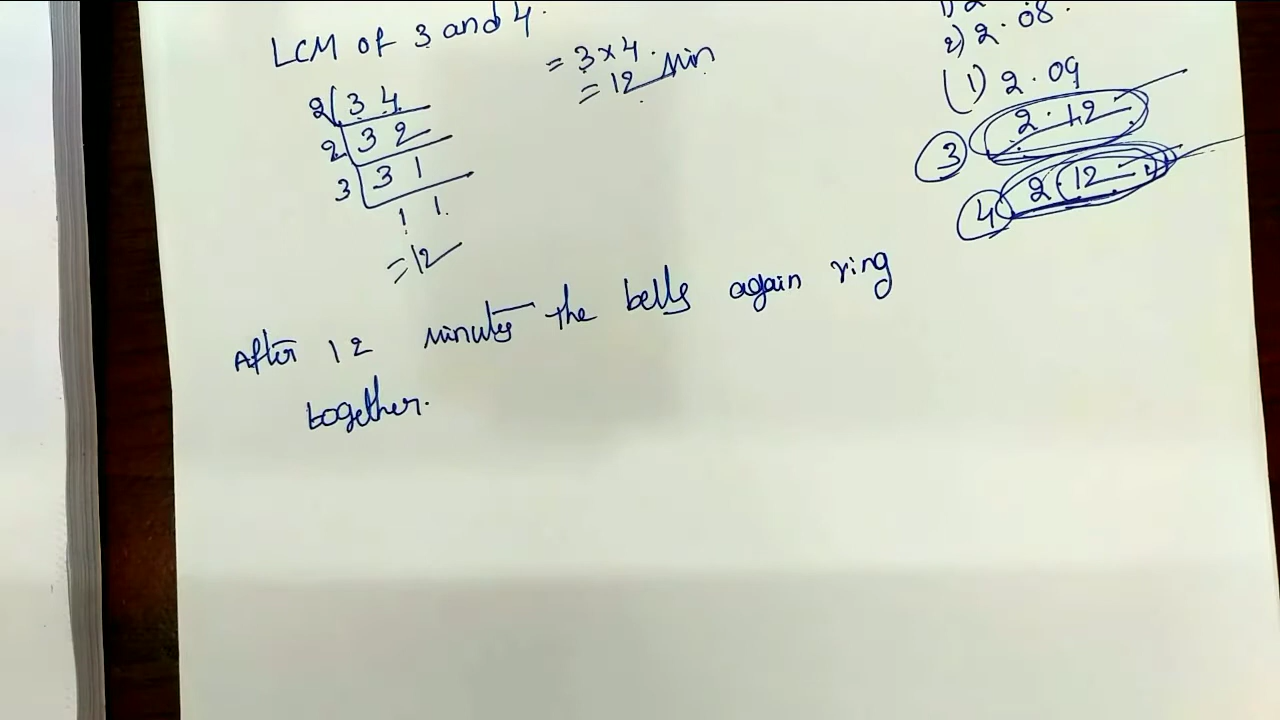 LCM of 3 and 4.
= 3 x 4.
= 12 Min
2 3 4
2 3 2
3 3 1
1 1.
= 12
2) 2.08.
(1) 2.09
3 2.12
4 2.12
After 12 minutes the bells again ring
together.